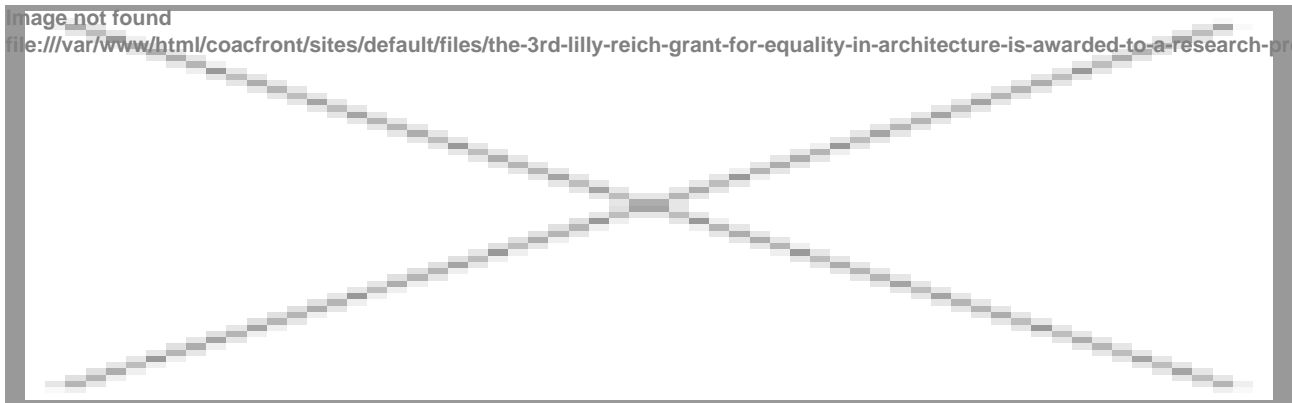 Image not found
file:///var/www/html/coacfront/sites/default/files/the-3rd-lilly-reich-grant-for-equality-in-architecture-is-awarded-to-a-research-pr